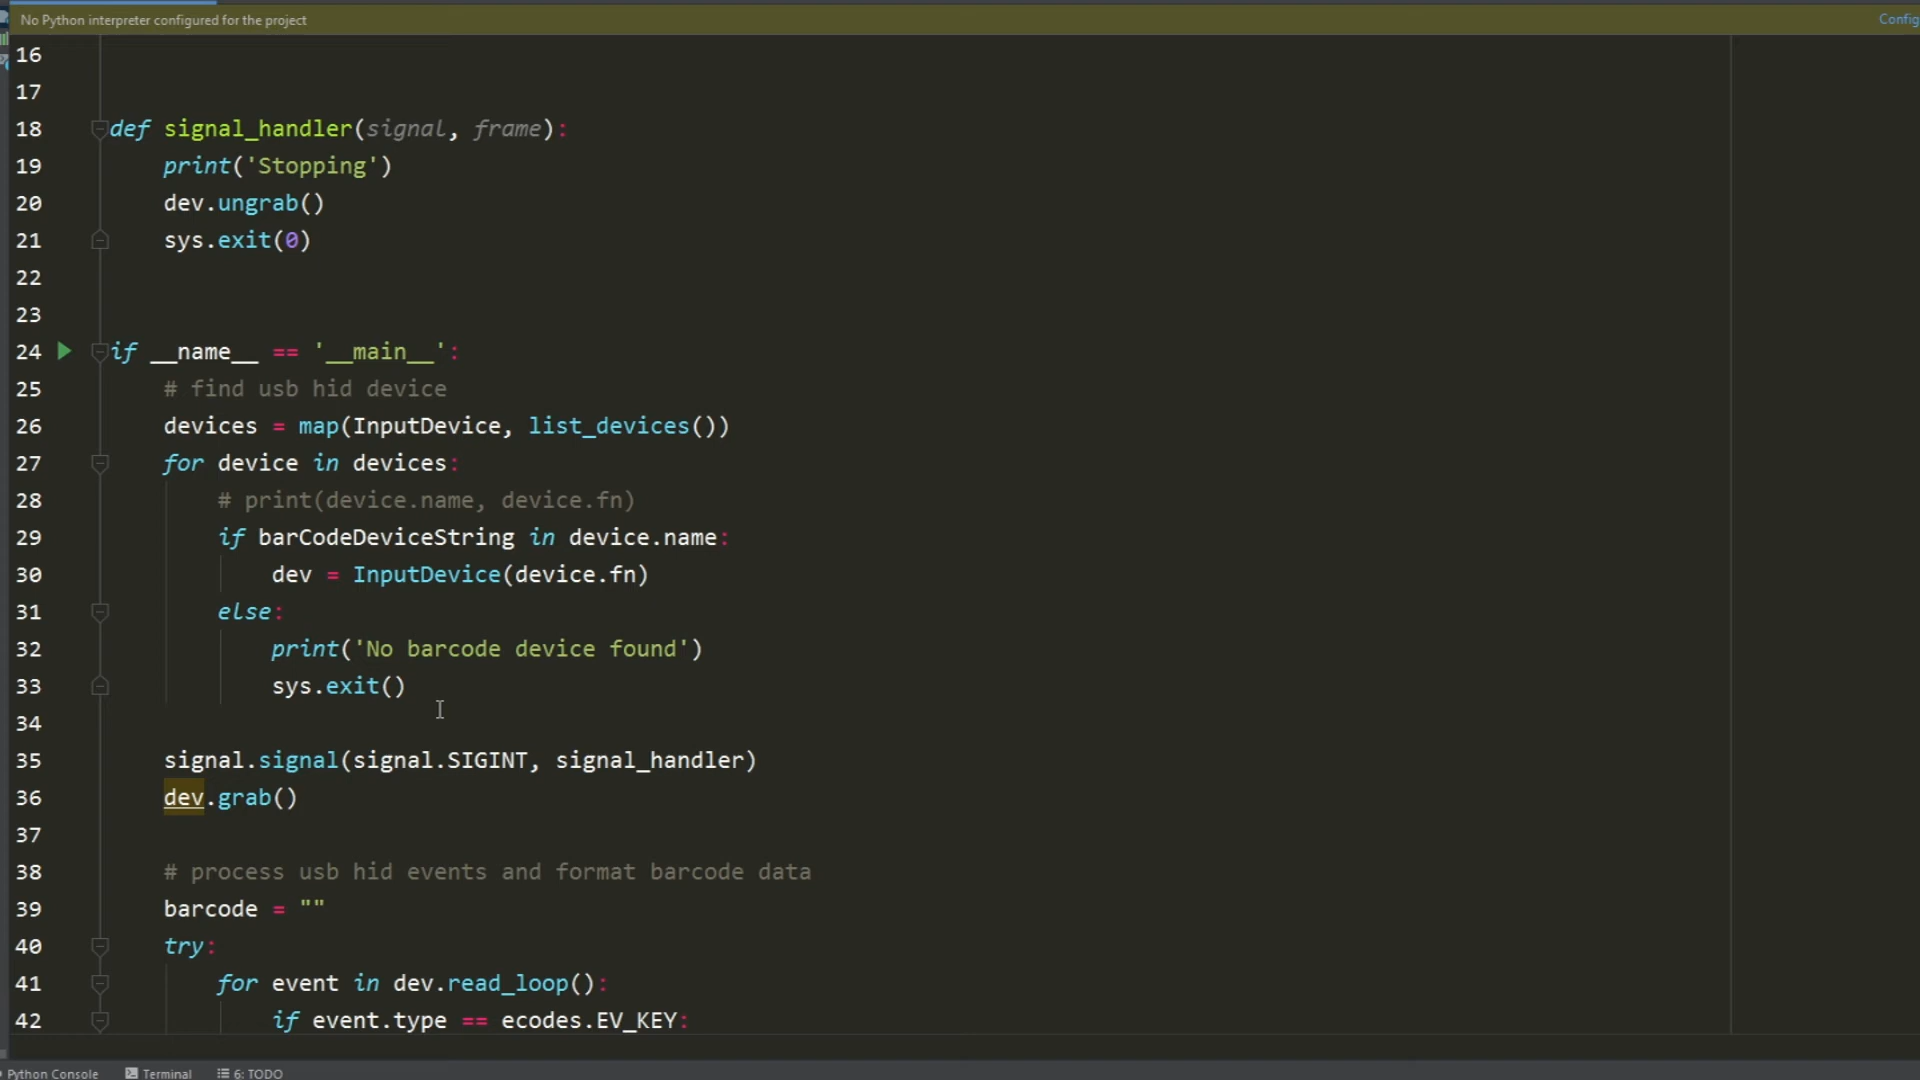 No Python interpreter configured for the project Config
16
17
18 def signal_handler(signal, frame):
19     print('Stopping')
20     dev.ungrab()
21     sys.exit(0)
22
23
24 if __name__ == '__main__':
25     # find usb hid device
26     devices = map(InputDevice, list_devices())
27     for device in devices:
28         # print(device.name, device.fn)
29         if barCodeDeviceString in device.name:
30             dev = InputDevice(device.fn)
31         else:
32             print('No barcode device found')
33             sys.exit()
34
35     signal.signal(signal.SIGINT, signal_handler)
36     dev.grab()
37
38     # process usb hid events and format barcode data
39     barcode = ""
40     try:
41         for event in dev.read_loop():
42             if event.type == ecodes.EV_KEY:
Python Console Terminal 6: TODO